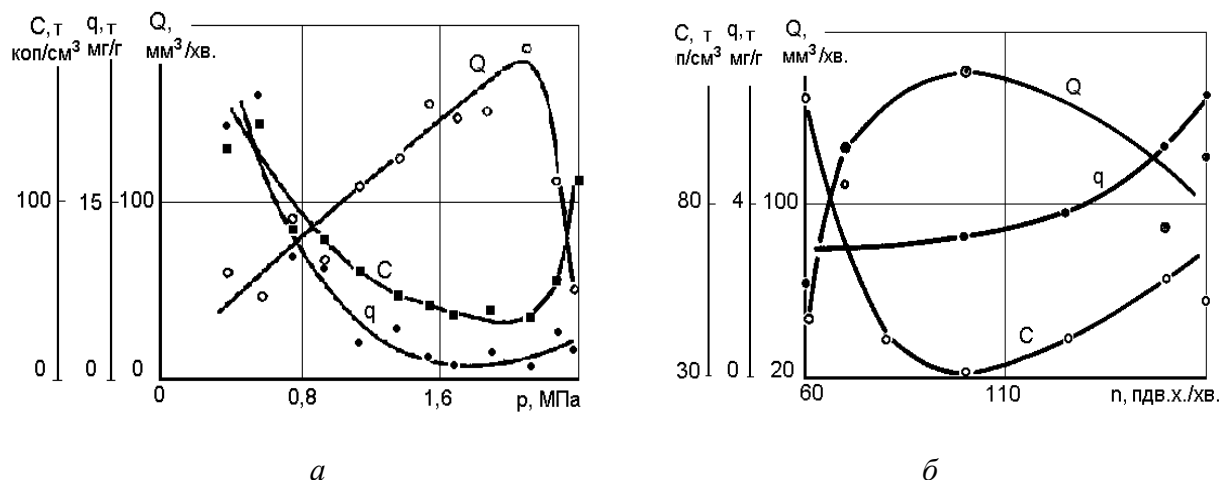 C, т q, т Q,
коп/см³ мг/г мм³/хв.
Q
100 15 100
C
q
0 0 0
0 0,8 1,6 p, МПа
а
C, т q, т Q,
п/см³ мг/г мм³/хв.
Q
80 4 100
q
C
30 0 20
60 110 n, пдв.х./хв.
б